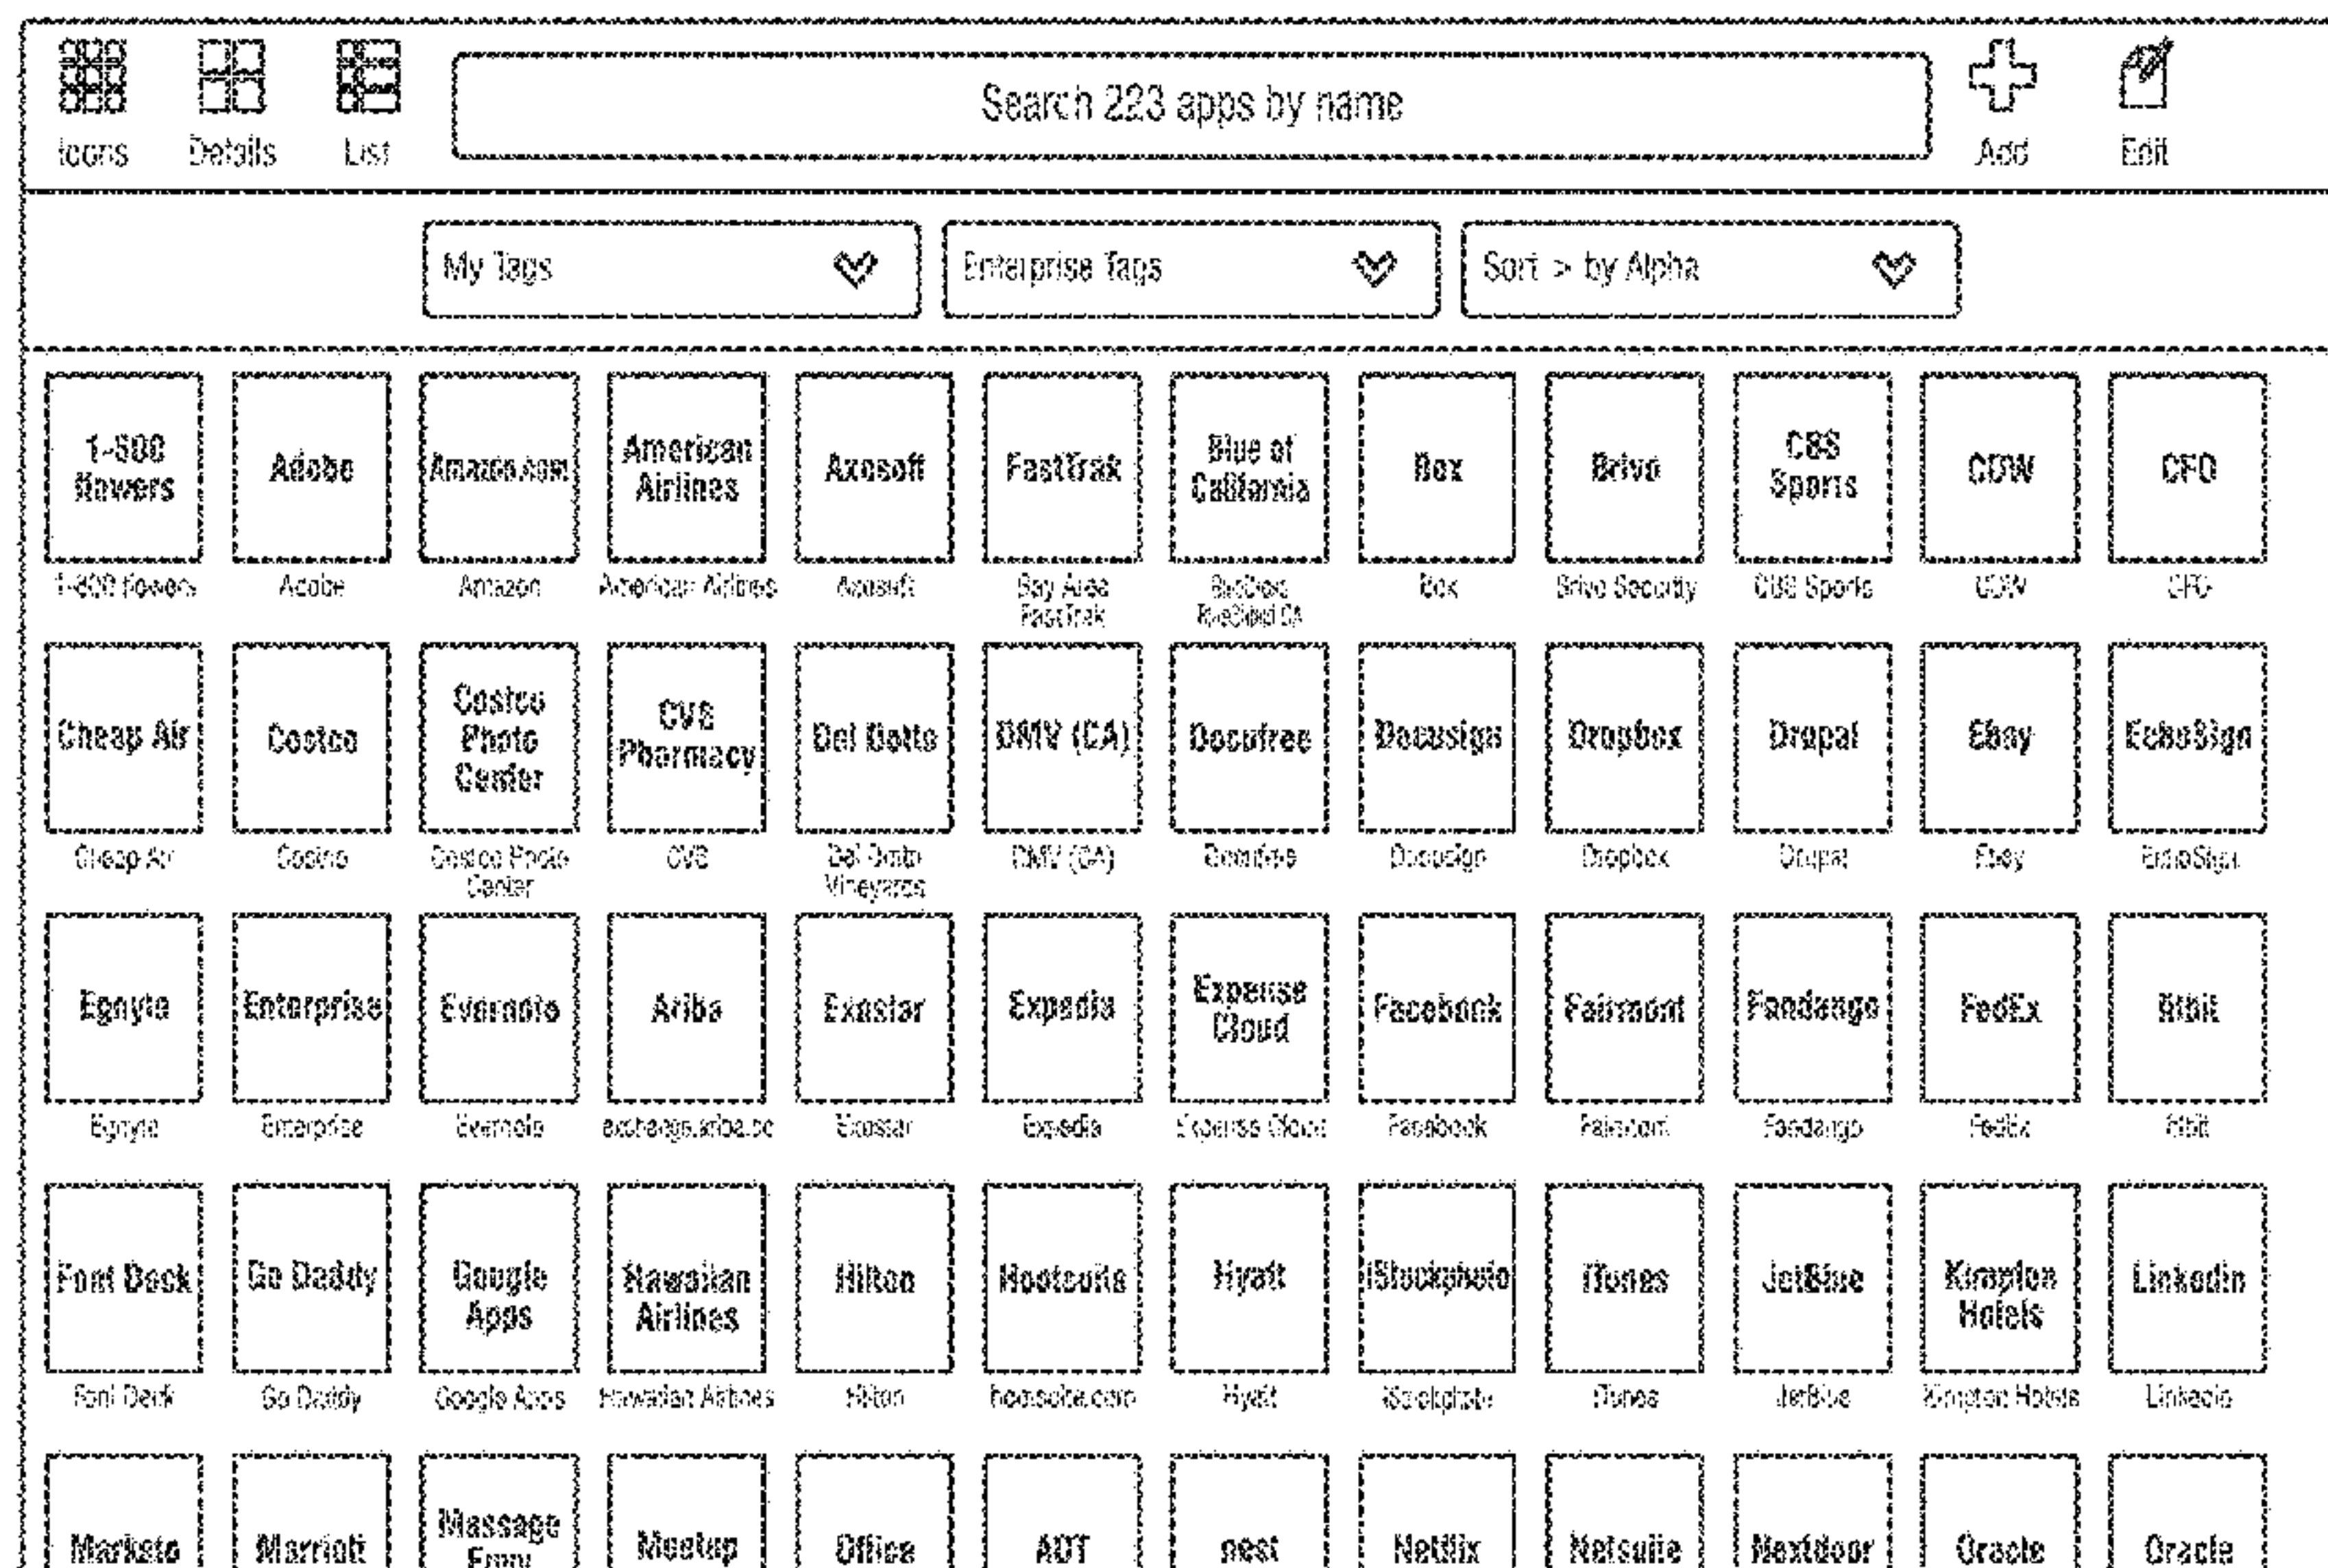 Icons
Details
List
Search 223 apps by name
Add
Edit
My Tags
Enterprise Tags
Sort > by Alpha
1-800
flowers
Adobe
American
Airlines
Axosoft
FastTrak
Blue of
California
Box
Brivo
CBS
Sports
CDW
CFO
1-800 flowers
Adobe
Amazon
American Airlines
Axosoft
Bay Area
FastTrak
Box
Brivo Security
CBS Sports
CDW
CFO
Cheap Air
Costco
Costco
Photo
Center
CVS
Pharmacy
Del Dotto
DMV (CA)
Docufree
Docusign
Dropbox
Drupal
Ebay
EchoSign
Cheap Air
Costco
Costco Photo
Center
CVS
Del Dotto
Vineyards
DMV (CA)
Docufree
Docusign
Dropbox
Drupal
Ebay
EchoSign
Egnyte
Enterprise
Evernote
Ariba
Exostar
Expedia
Expense
Cloud
Facebook
Fairmont
Fandango
FedEx
fitbit
Egnyte
Enterprise
Evernote
exchange.ariba.co
Exostar
Expedia
Expense Cloud
Facebook
Fairmont
Fandango
FedEx
fitbit
Font Deck
Go Daddy
Google
Apps
Hawaiian
Airlines
Hilton
Hootsuite
Hyatt
iStockphoto
iTunes
JetBlue
Kimpton
Hotels
Linkedin
Font Deck
Go Daddy
Google Apps
Hawaiian Airlines
Hilton
hootsuite.com
Hyatt
iStockphoto
iTunes
JetBlue
Kimpton Hotels
Linkedin
Marketo
Marriott
Massage
Envy
Meetup
Office
ADT
nest
Netflix
Netsuite
Nextdoor
Oracle
Oracle